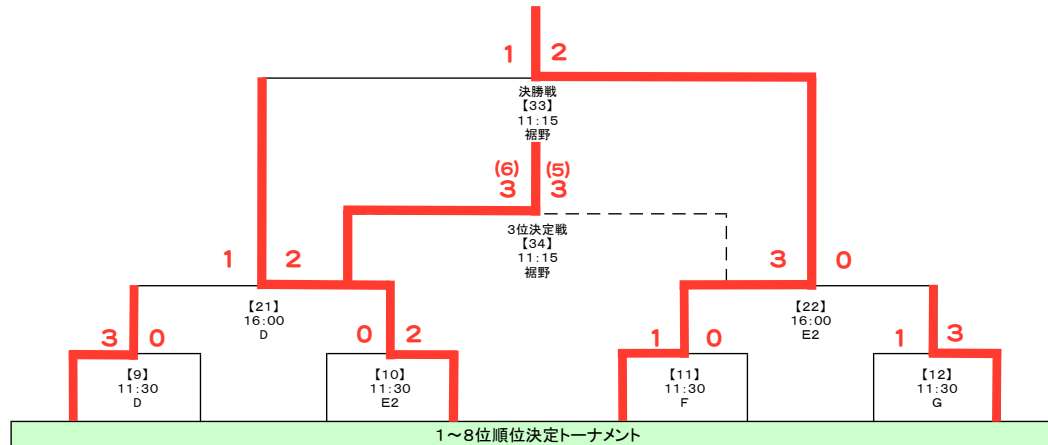 1 2
決勝戦
【33】
11:15
裾野
(6) (5)
3 3
3位決定戦
【34】
11:15
裾野
1 2
3 0
【21】
16:00
D
【22】
16:00
E2
3 0
0 2
1 0
1 3
【9】
11:30
D
【10】
11:30
E2
【11】
11:30
F
【12】
11:30
G
1~8位順位決定トーナメント